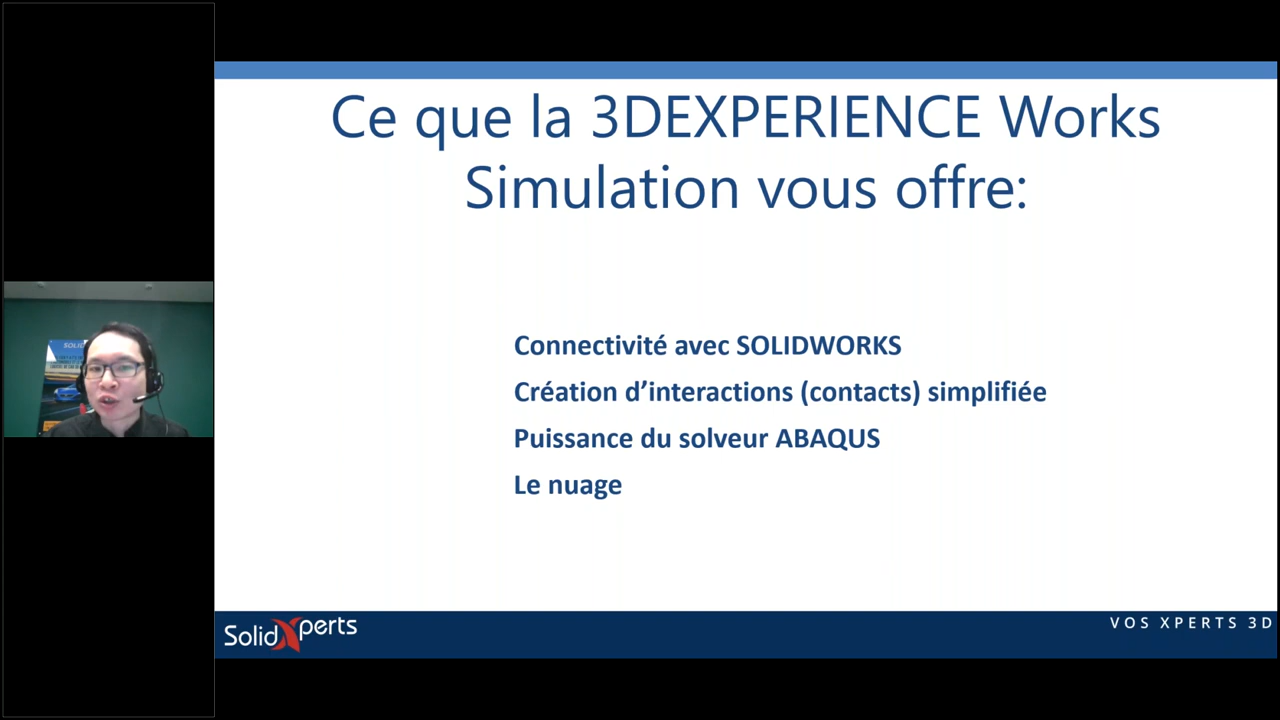 Ce que la 3DEXPERIENCE Works
Simulation vous offre:
Connectivité avec SOLIDWORKS
Création d’interactions (contacts) simplifiée
Puissance du solveur ABAQUS
Le nuage
SolidXperts
VOS XPERTS 3D